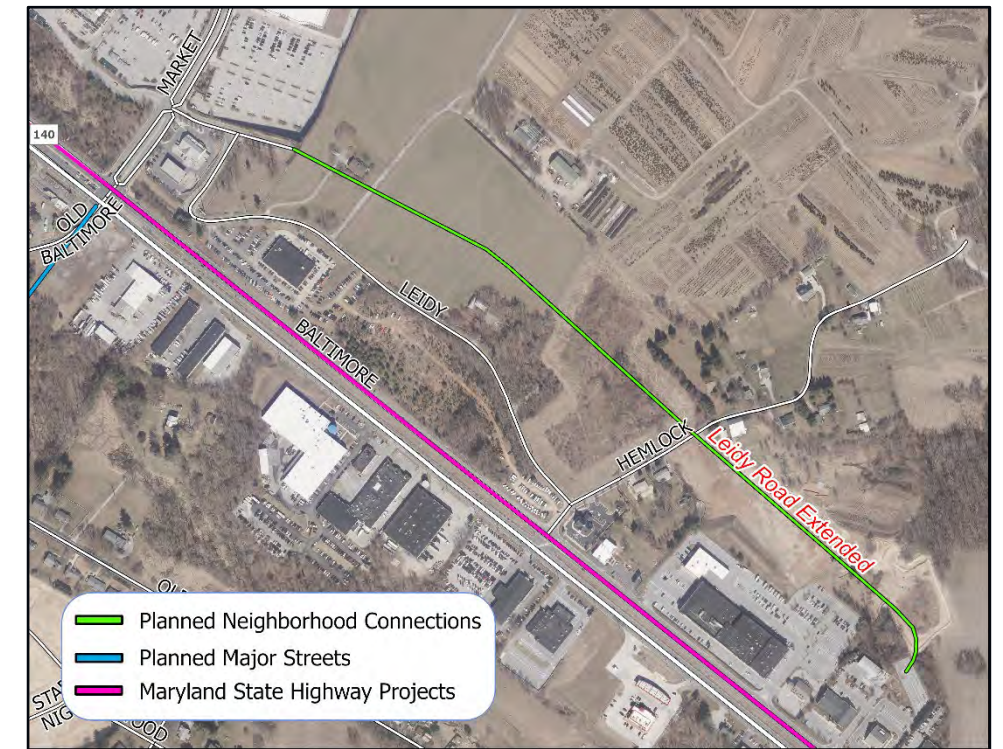 MARKET
140
OLD
BALTIMORE
LEIDY
BALTIMORE
HEMLOCK
Leidy Road Extended
Planned Neighborhood Connections
Planned Major Streets
Maryland State Highway Projects